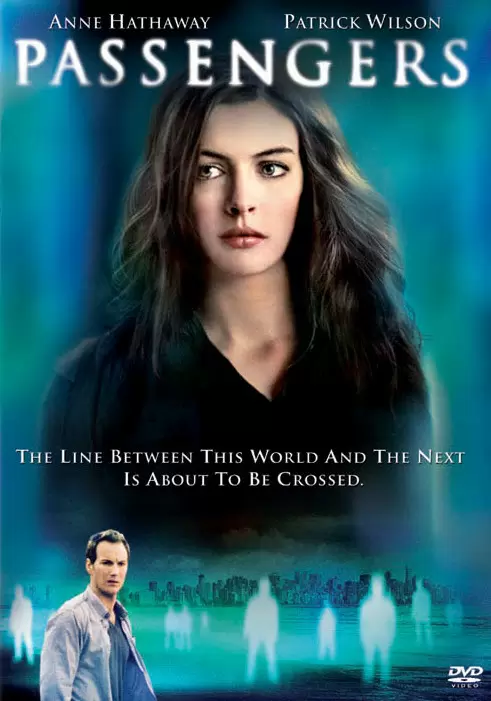 ANNE HATHAWAY PATRICK WILSON
PASSENGERS
THE LINE BETWEEN THIS WORLD AND THE NEXT
IS ABOUT TO BE CROSSED.
DVD
VIDEO